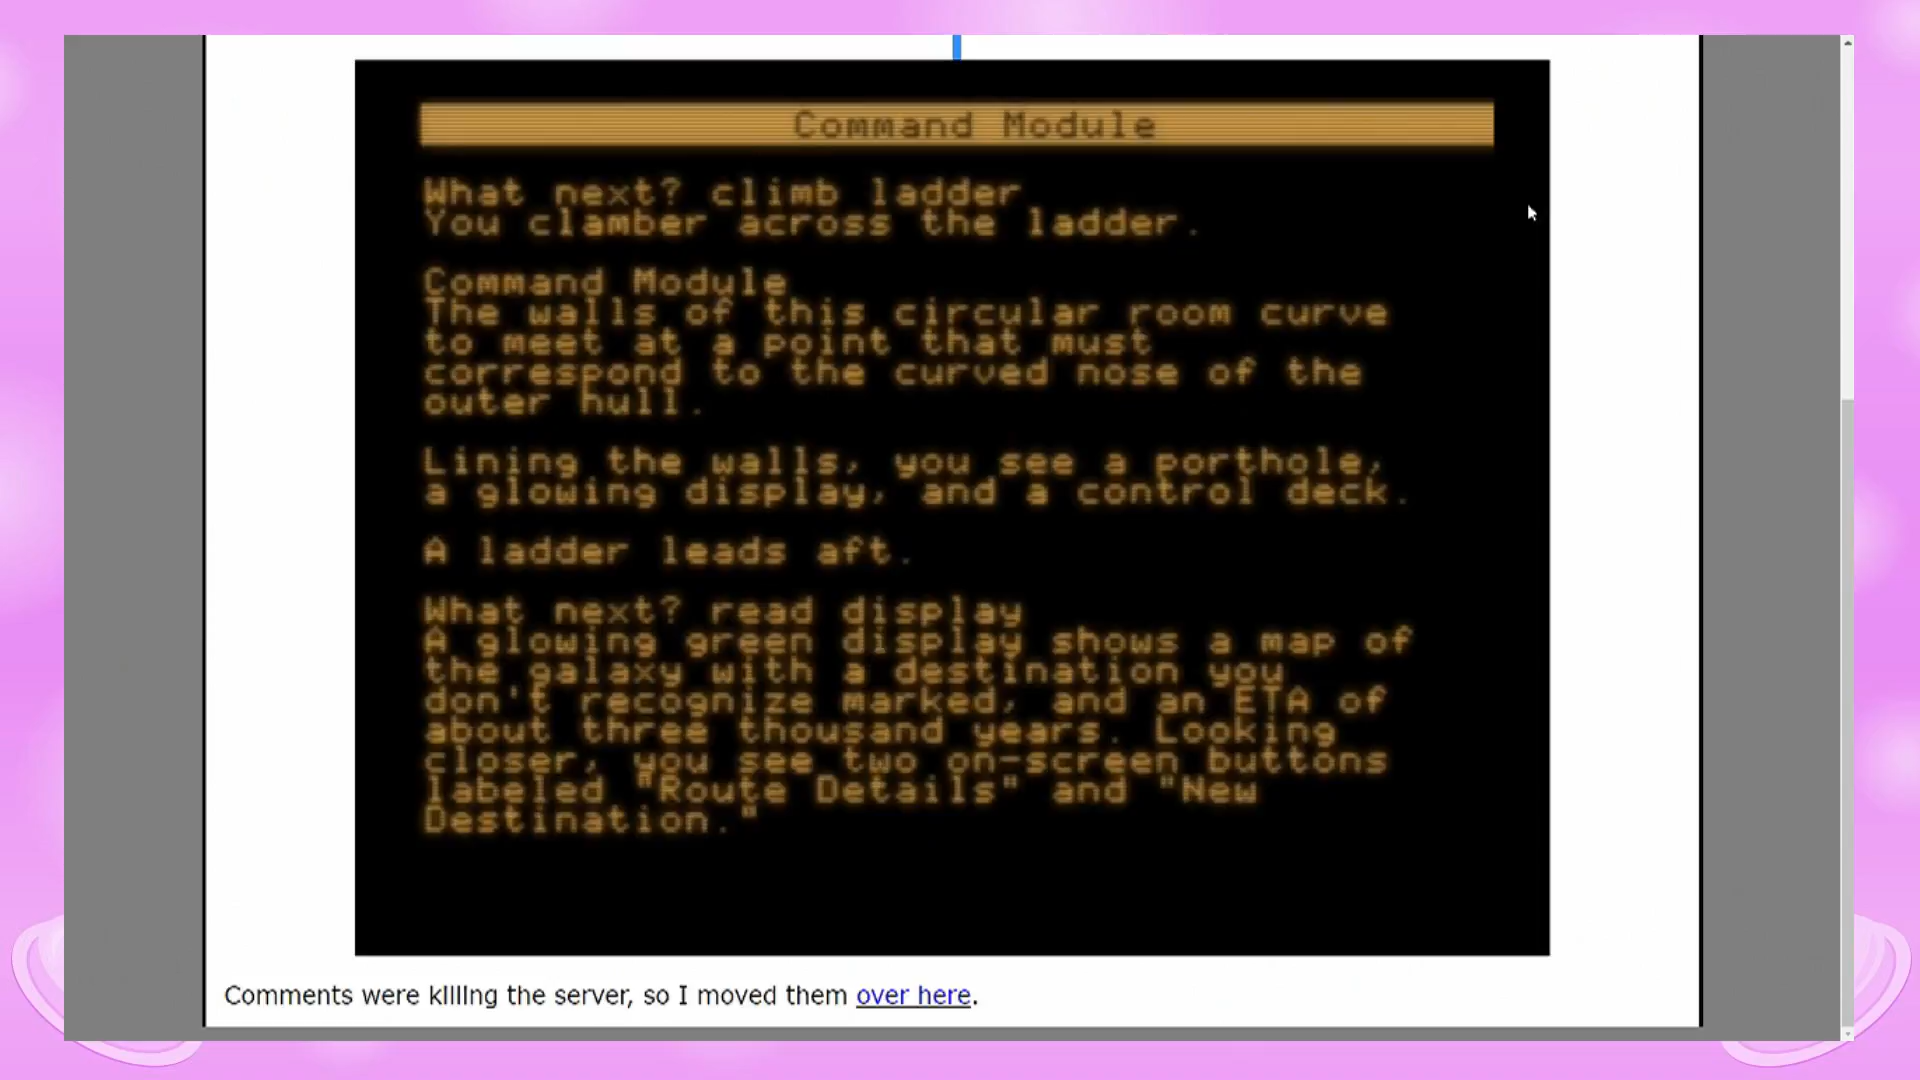 Command Module
What next? climb ladder
You clamber across the ladder.
Command Module
The walls of this circular room curve
to meet at a point that must
correspond to the curved nose of the
outer hull.
Lining the walls, you see a porthole,
a glowing display, and a control deck.
A ladder leads aft.
What next? read display
A glowing green display shows a map of
the galaxy with a destination you
don't recognize marked, and an ETA of
about three thousand years. Looking
closer, you see two on-screen buttons
labeled "Route Details" and "New
Destination."
Comments were killing the server, so I moved them over here.